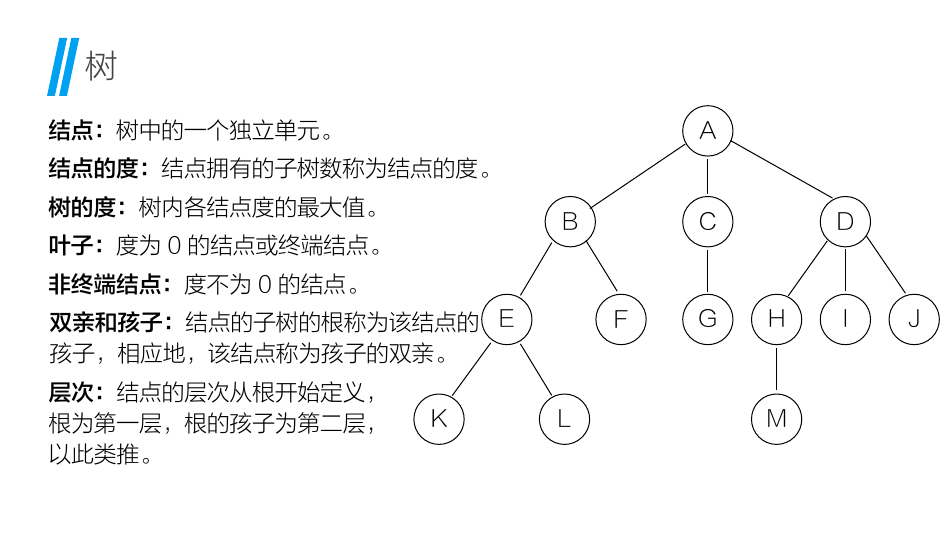 树
结点：树中的一个独立单元。
结点的度：结点拥有的子树数称为结点的度。
树的度：树内各结点度的最大值。
叶子：度为 0 的结点或终端结点。
非终端结点：度不为 0 的结点。
双亲和孩子：结点的子树的根称为该结点的
孩子，相应地，该结点称为孩子的双亲。
层次：结点的层次从根开始定义，
根为第一层，根的孩子为第二层，
以此类推。
A
B C D
E F G H I J
K L M